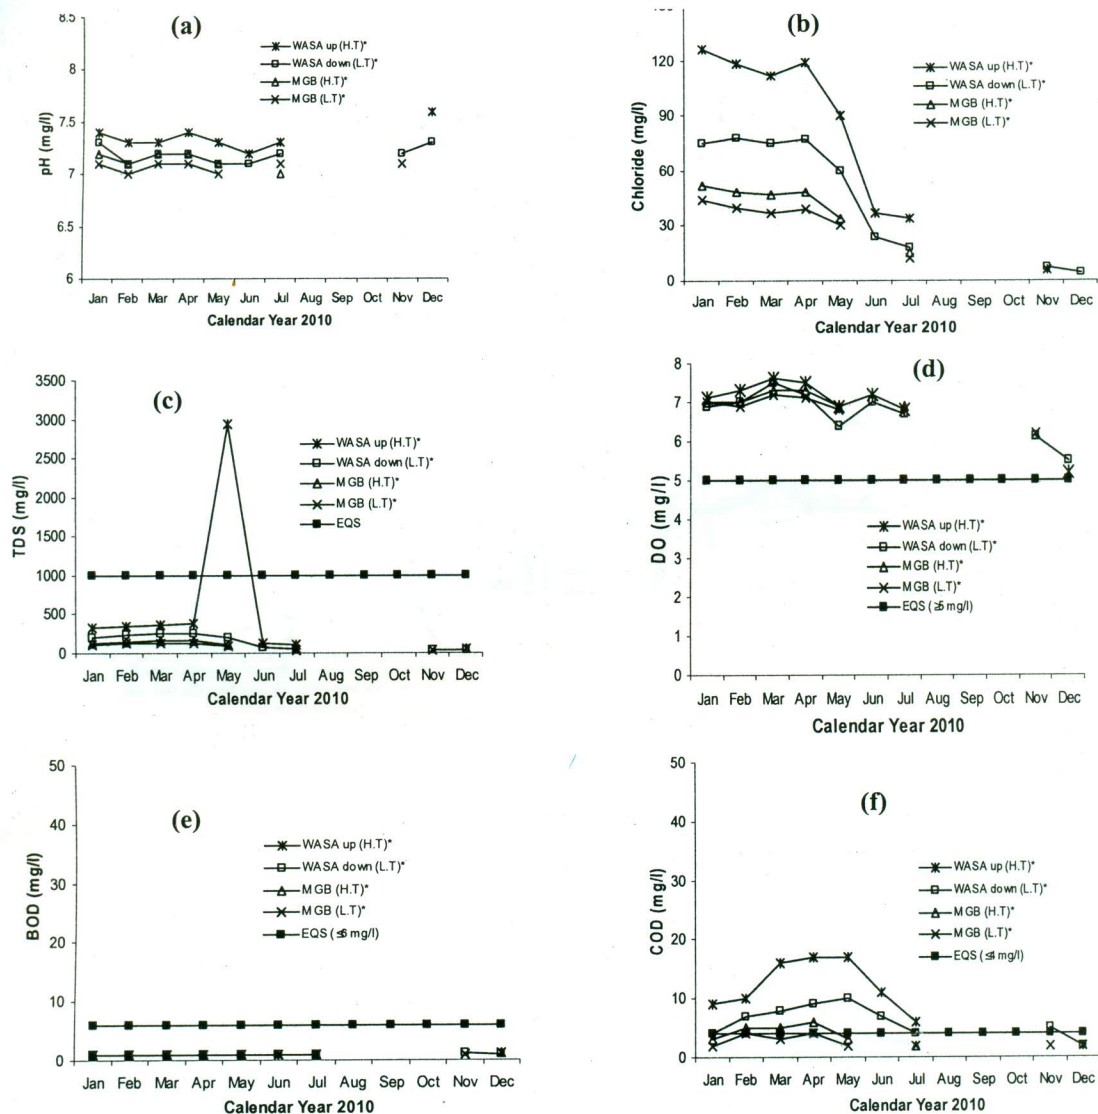 (a)
8.5
8
7.5
7
6.5
6
pH (mg/l)
WASA up (H.T)*
WASA down (L.T)*
MGB (H.T)*
MGB (L.T)*
Jan Feb Mar Apr May Jun Jul Aug Sep Oct Nov Dec
Calendar Year 2010
(b)
120
90
60
30
0
Chloride (mg/l)
WASA up (H.T)*
WASA down (L.T)*
MGB (H.T)*
MGB (L.T)*
Jan Feb Mar Apr May Jun Jul Aug Sep Oct Nov Dec
Calendar Year 2010
(c)
3500
3000
2500
2000
1500
1000
500
0
TDS (mg/l)
WASA up (H.T)*
WASA down (L.T)*
MGB (H.T)*
MGB (L.T)*
EQS
Jan Feb Mar Apr May Jun Jul Aug Sep Oct Nov Dec
Calendar Year 2010
(d)
8
7
6
5
4
3
2
1
0
DO (mg/l)
WASA up (H.T)*
WASA down (L.T)*
MGB (H.T)*
MGB (L.T)*
EQS (≥5 mg/l)
Jan Feb Mar Apr May Jun Jul Aug Sep Oct Nov Dec
Calendar Year 2010
(e)
50
40
30
20
10
0
BOD (mg/l)
WASA up (H.T)*
WASA down (L.T)*
MGB (H.T)*
MGB (L.T)*
EQS (≤6 mg/l)
Jan Feb Mar Apr May Jun Jul Aug Sep Oct Nov Dec
Calendar Year 2010
(f)
50
40
30
20
10
0
COD (mg/l)
WASA up (H.T)*
WASA down (L.T)*
MGB (H.T)*
MGB (L.T)*
EQS (≤4 mg/l)
Jan Feb Mar Apr May Jun Jul Aug Sep Oct Nov Dec
Calendar Year 2010